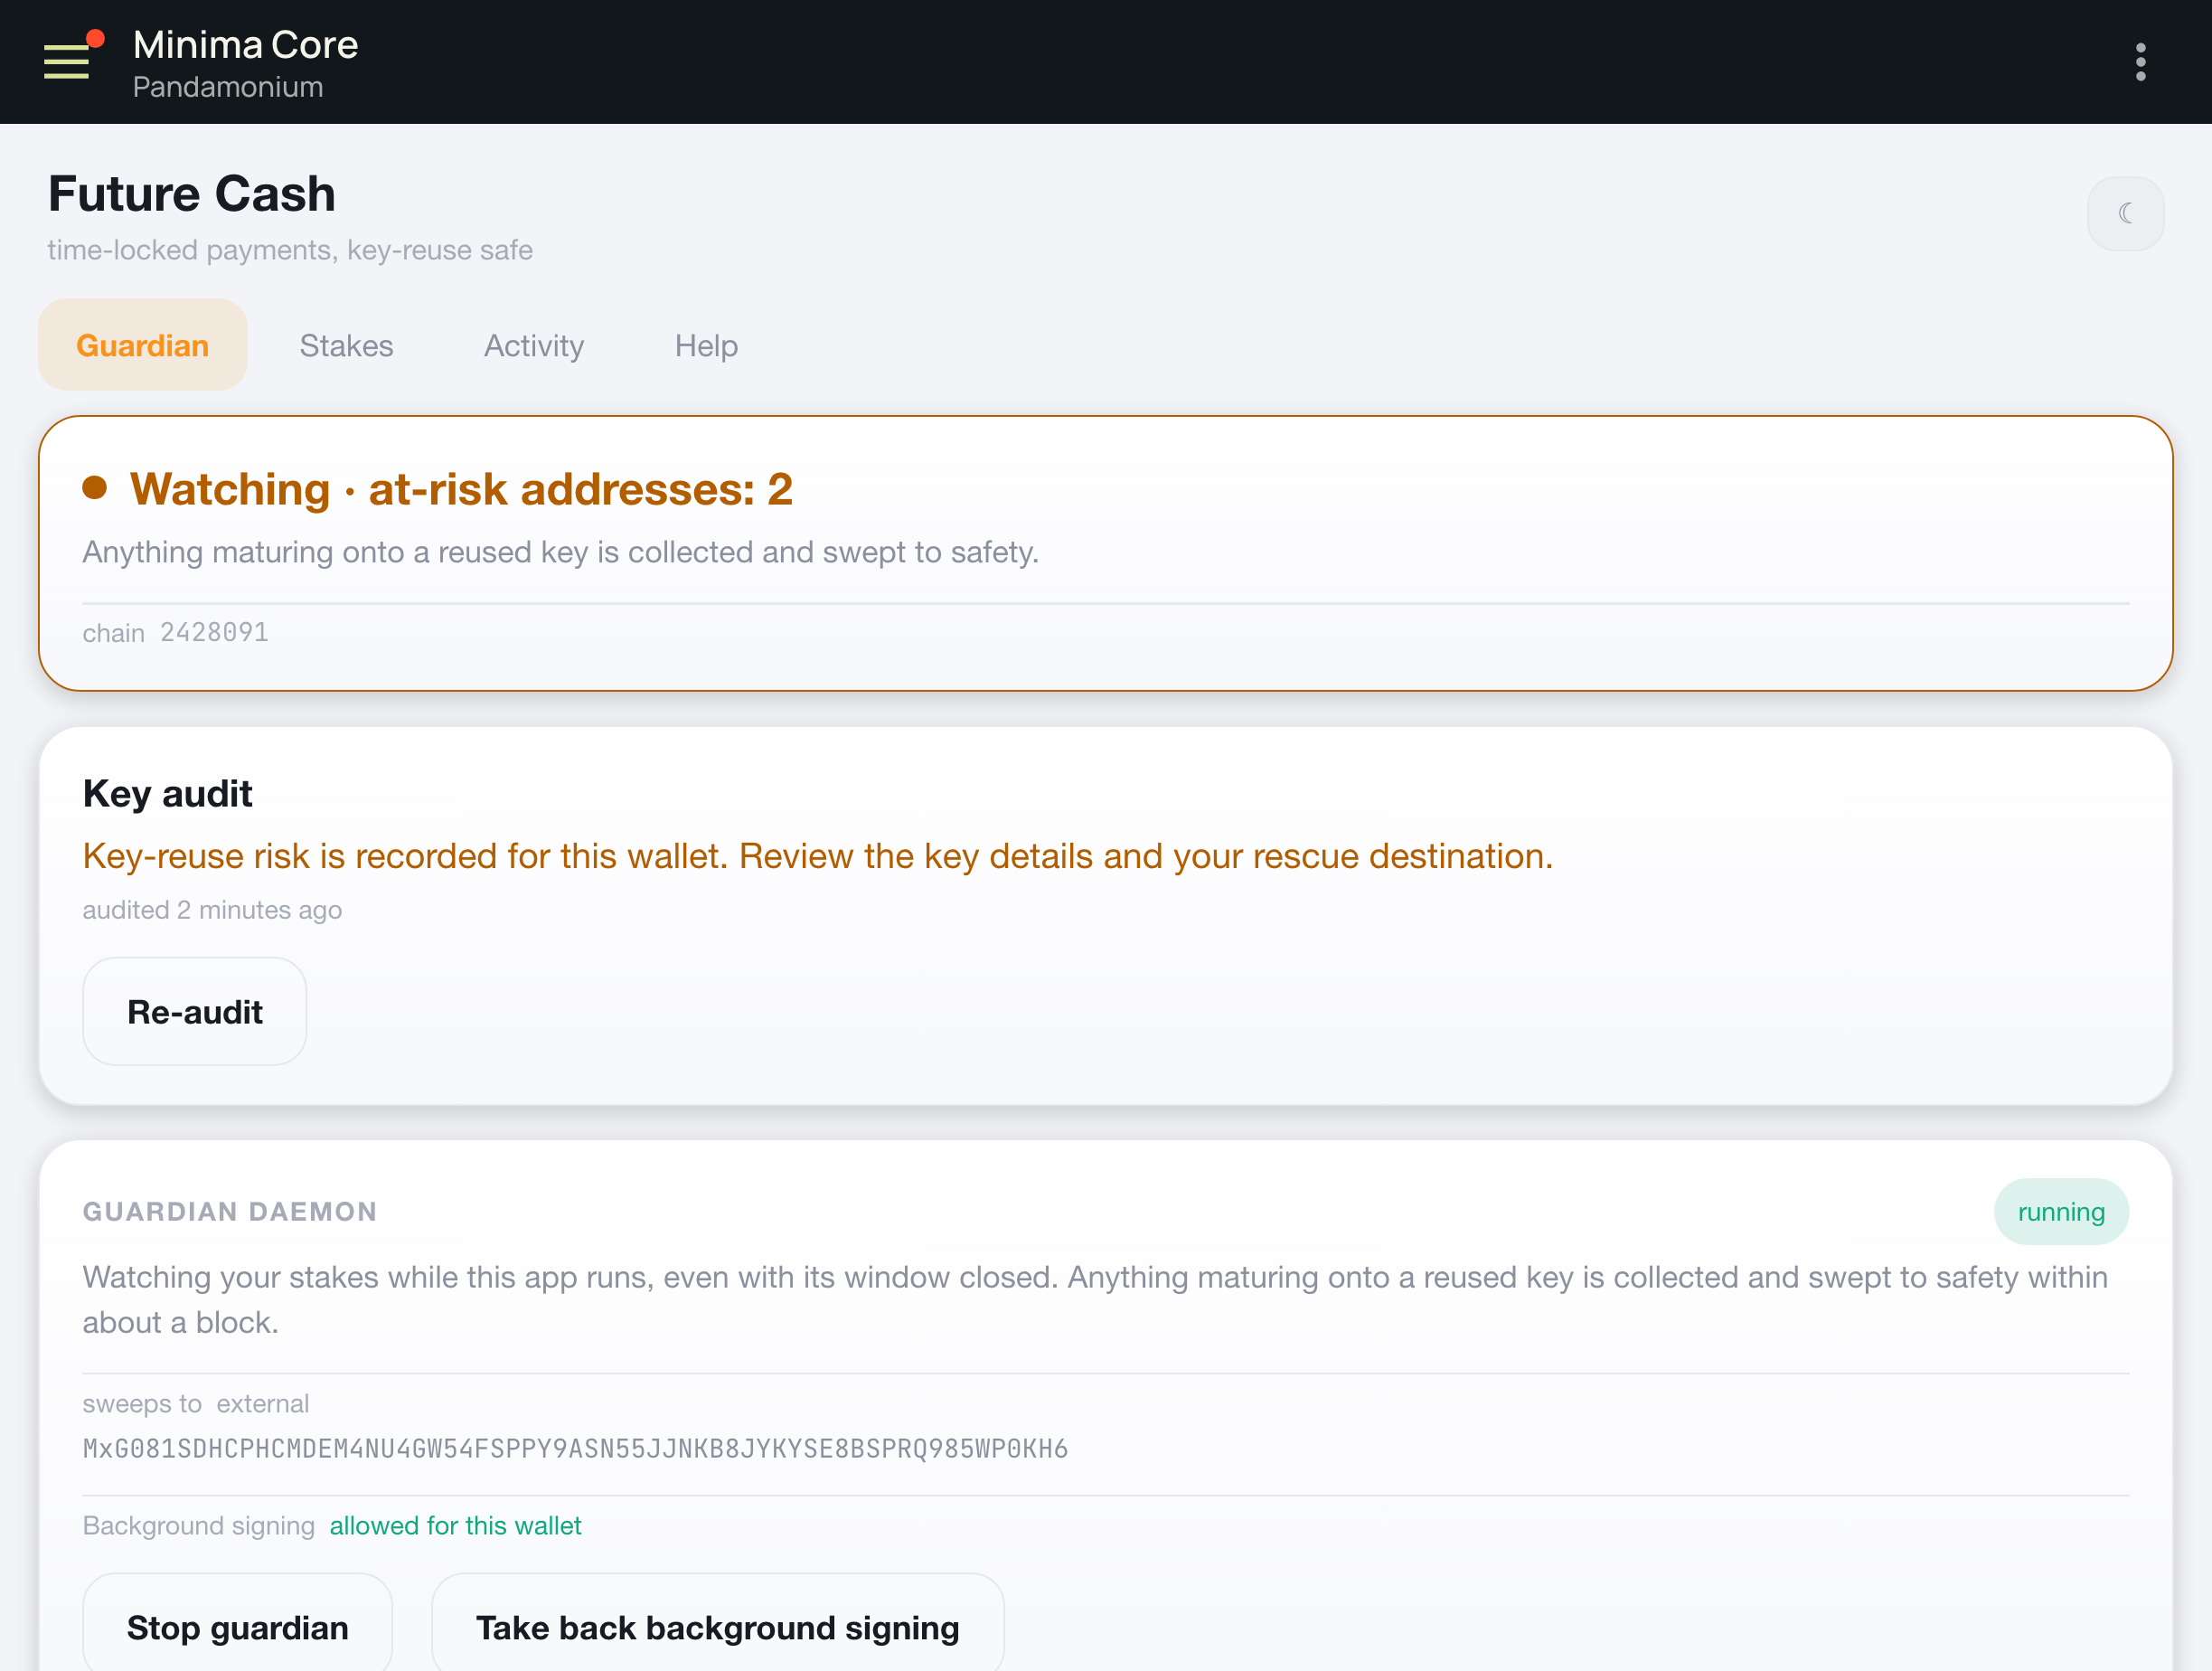 Minima Core
Pandamonium
Future Cash
time-locked payments, key-reuse safe
Guardian
Stakes
Activity
Help
Watching · at-risk addresses: 2
Anything maturing onto a reused key is collected and swept to safety.
chain 2428091
Key audit
Key-reuse risk is recorded for this wallet. Review the key details and your rescue destination.
audited 2 minutes ago
Re-audit
GUARDIAN DAEMON
running
Watching your stakes while this app runs, even with its window closed. Anything maturing onto a reused key is collected and swept to safety within
about a block.
sweeps to external
MxG081SDHCPHCMDEM4NU4GW54FSPPY9ASN55JJNKB8JYKYSE8BSPRQ985WP0KH6
Background signing allowed for this wallet
Stop guardian
Take back background signing